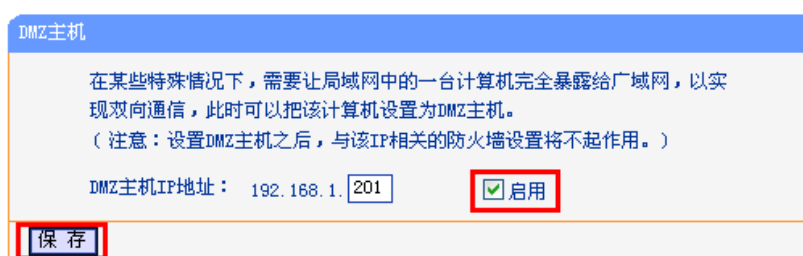 DMZ主机
在某些特殊情况下，需要让局域网中的一台计算机完全暴露给广域网，以实
现双向通信，此时可以把该计算机设置为DMZ主机。
（注意：设置DMZ主机之后，与该IP相关的防火墙设置将不起作用。）
DMZ主机IP地址： 192.168.1. 201 启用
保 存